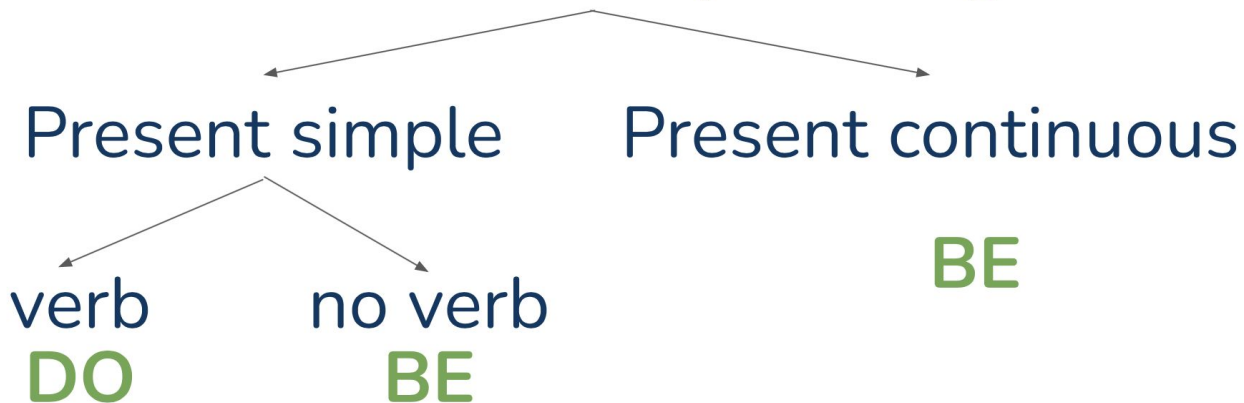 Present simple
Present continuous
BE
verb
no verb
DO
BE